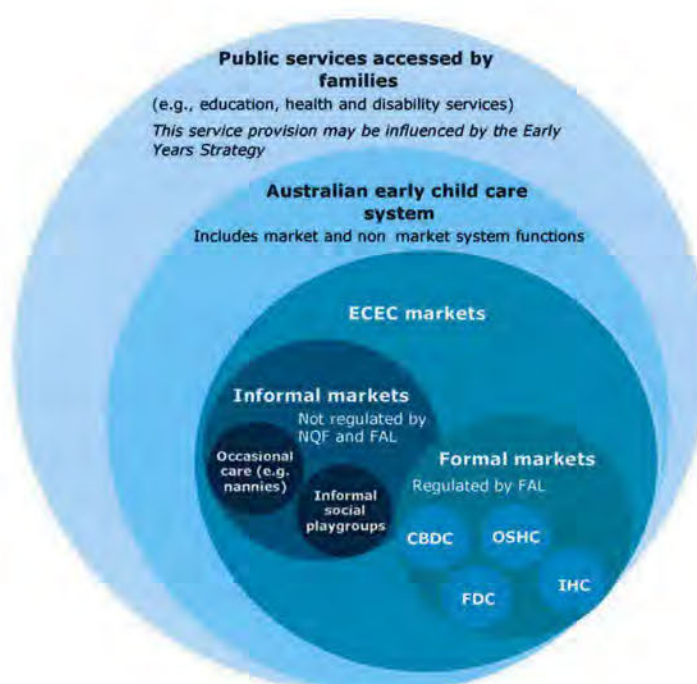 Public services accessed by
families
(e.g., education, health and disability services)
This service provision may be influenced by the Early
Years Strategy
Australian early child care
system
Includes market and non market system functions
ECEC markets
Informal markets
Not regulated by
NQF and FAL
Occasional
care (e.g.
nannies)
Informal
social
playgroups
Formal markets
Regulated by FAL
CBDC
OSHC
FDC
IHC